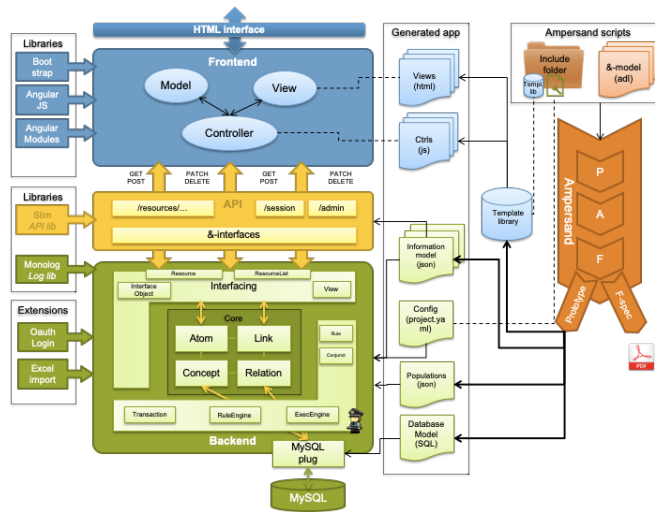 HTML interface
Generated app
Ampersand scripts
Libraries
Boot
strap
Angular
JS
Angular
Modules
Frontend
Model
View
Controller
Views
(html)
Ctrls
(js)
Include
folder
Templ.
lib
&-model
(adl)
GET
POST
PATCH
DELETE
GET
POST
PATCH
DELETE
Libraries
Slim
API lib
Monolog
Log lib
API
/resources/...
/session
/admin
&-interfaces
Template
library
Ampersand
P
A
F
Prototype
F-spec
PDF
Information
model
(json)
Config
(project.ya
ml)
Populations
(json)
Database
Model
(SQL)
Extensions
Oauth
Login
Excel
import
Resource
ResourceList
Interface
Object
Interfacing
View
Core
Atom
Link
Concept
Relation
Rule
Conjunct
Transaction
RuleEngine
ExecEngine
Backend
MySQL
plug
MySQL